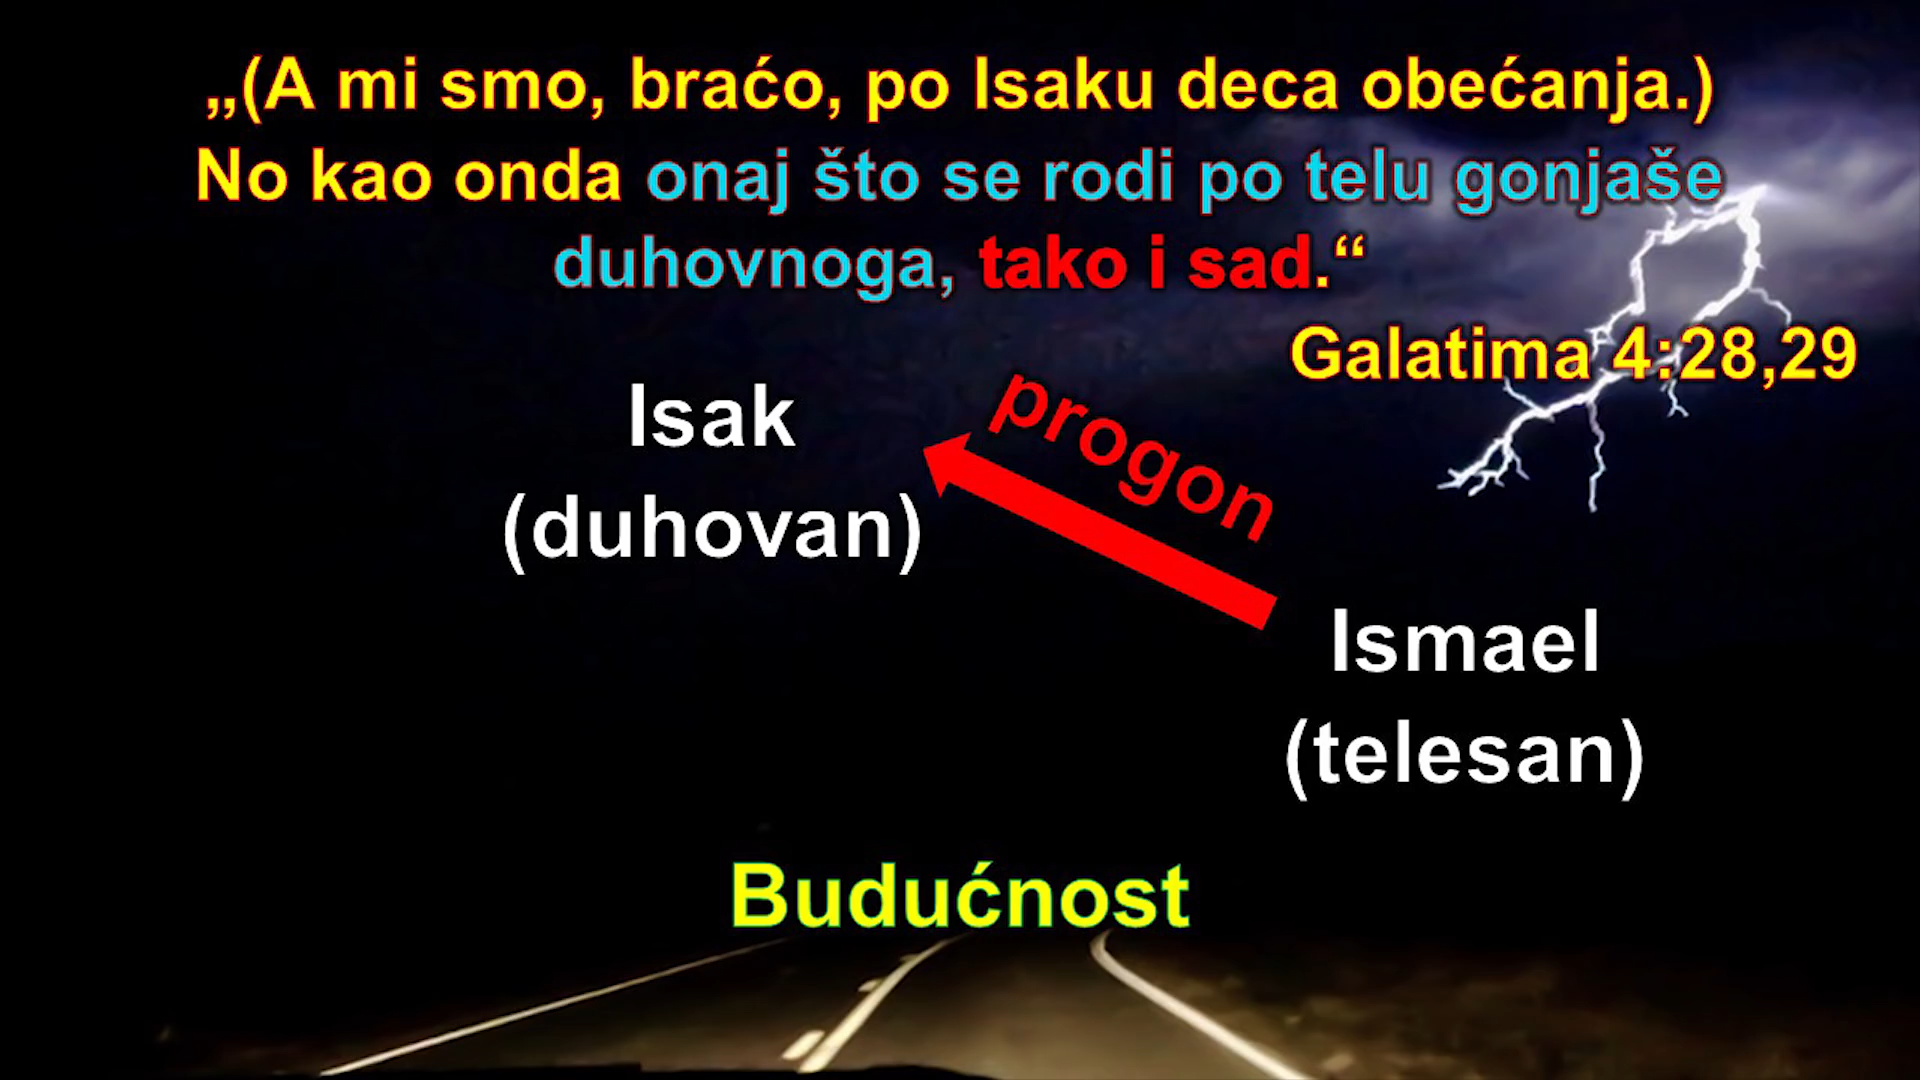 „(A mi smo, braćo, po Isaku deca obećanja.)
No kao onda onaj što se rodi po telu gonjaše
duhovnoga, tako i sad.“
Galatima 4:28,29
Isak
(duhovan)
progon
Ismael
(telesan)
Budućnost